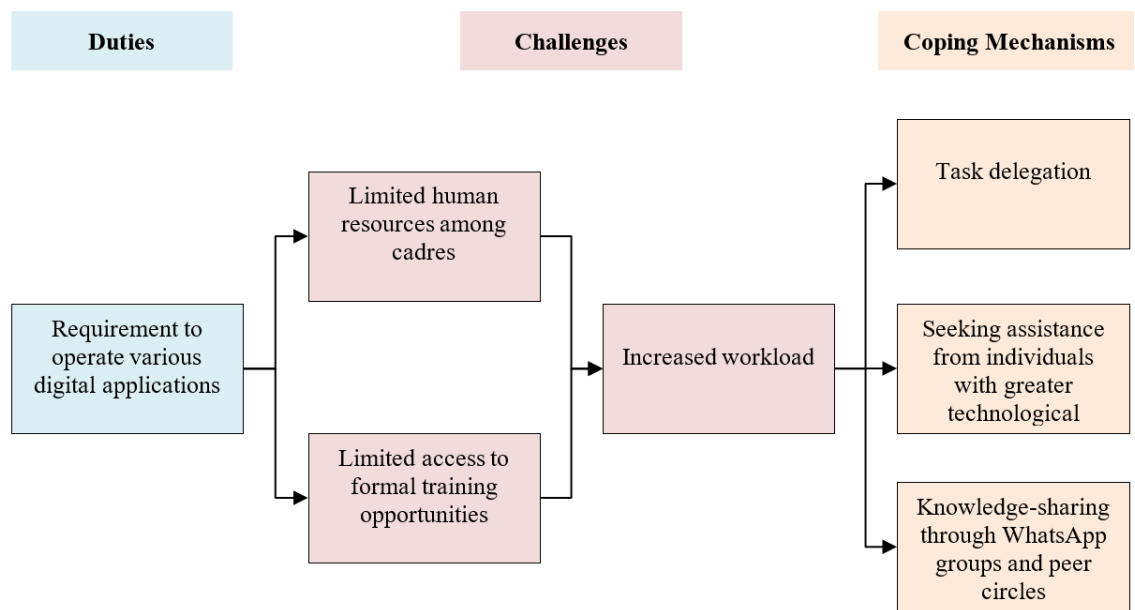 Duties
Challenges
Coping Mechanisms
Requirement to
operate various
digital applications
Limited human
resources among
cadres
Limited access to
formal training
opportunities
Increased workload
Task delegation
Seeking assistance
from individuals
with greater
technological
Knowledge-sharing
through WhatsApp
groups and peer
circles